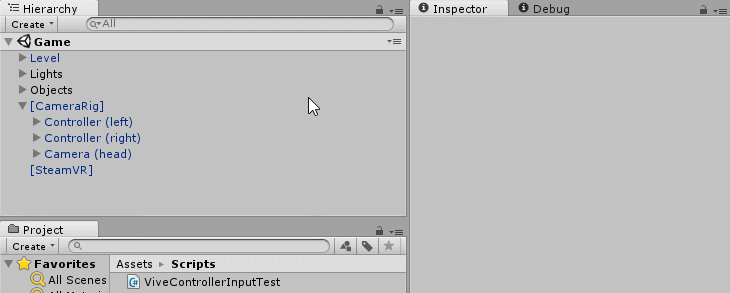 Hierarchy
Inspector
Debug
Create
All
Game
Level
Lights
Objects
[CameraRig]
Controller (left)
Controller (right)
Camera (head)
[SteamVR]
Project
Create
Favorites
Assets
Scripts
All Scenes
ViveControllerInputTest